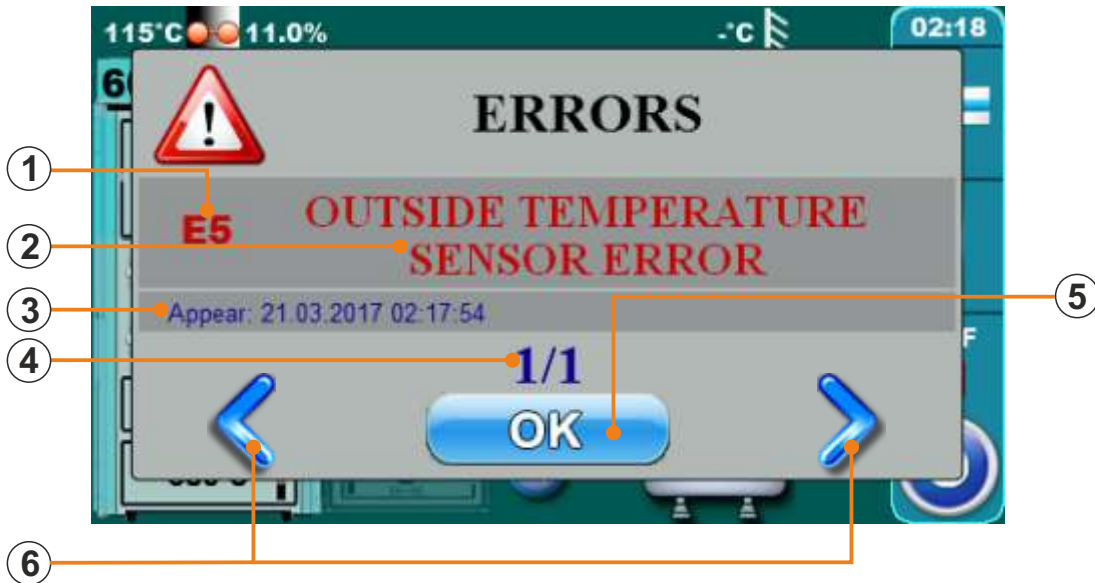 115°C 11.0% -°C 02:18
ERRORS
1
E5 OUTSIDE TEMPERATURE
SENSOR ERROR
2
3
Appear: 21.03.2017 02:17:54
5
4
1/1
OK
6